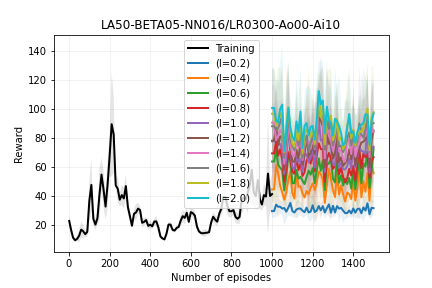 LA50-BETA05-NN016/LR0300-Ao00-Ai10
140
120
100
80
60
40
20
Reward
Training
(l=0.2)
(l=0.4)
(l=0.6)
(l=0.8)
(l=1.0)
(l=1.2)
(l=1.4)
(l=1.6)
(l=1.8)
(l=2.0)
0 200 400 600 800 1000 1200 1400
Number of episodes